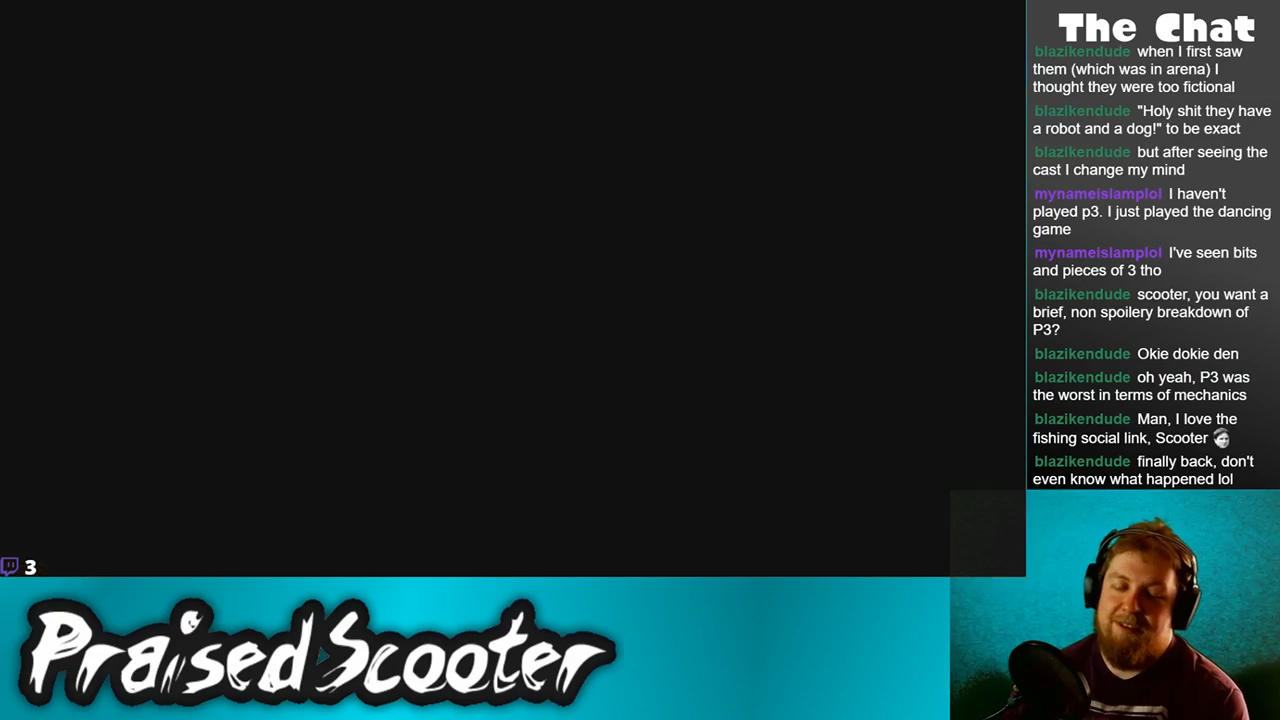 The Chat
blazikendude when I first saw
them (which was in arena) I
thought they were too fictional
blazikendude "Holy shit they have
a robot and a dog!" to be exact
blazikendude but after seeing the
cast I change my mind
mynameislamplol I haven't
played p3. I just played the dancing
game
mynameislamplol I've seen bits
and pieces of 3 tho
blazikendude scooter, you want a
brief, non spoilery breakdown of
P3?
blazikendude Okie dokie den
blazikendude oh yeah, P3 was
the worst in terms of mechanics
blazikendude Man, I love the
fishing social link, Scooter
blazikendude finally back, don't
even know what happened lol
3
PraisedScooter